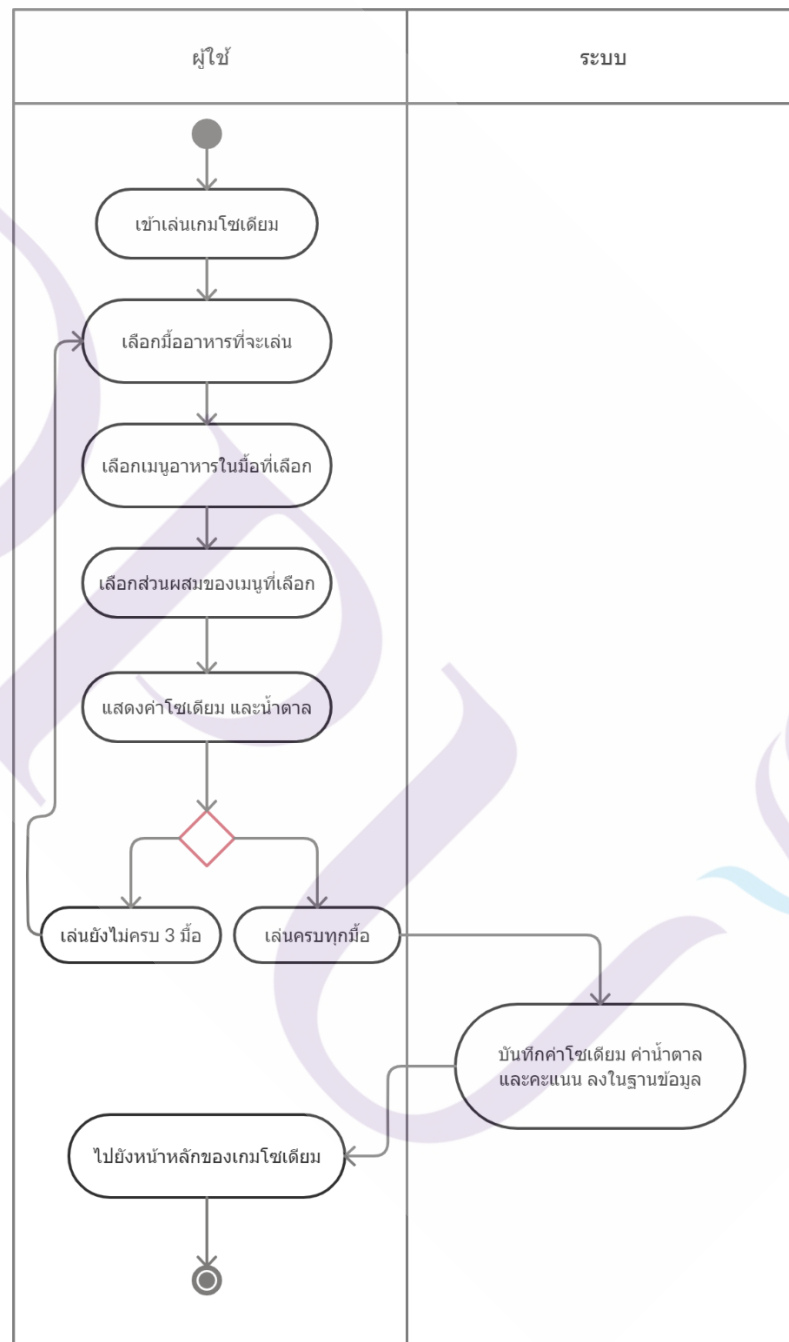 ผู้ใช้
ระบบ
เข้าเล่นเกมโซเดียม
เลือกมื้ออาหารที่จะเล่น
เลือกเมนูอาหารในมื้อที่เลือก
เลือกส่วนผสมของเมนูที่เลือก
แสดงค่าโซเดียม และน้ำตาล
เล่นยังไม่ครบ 3 มื้อ
เล่นครบทุกมื้อ
บันทึกค่าโซเดียม ค่าน้ำตาล
และคะแนน ลงในฐานข้อมูล
ไปยังหน้าหลักของเกมโซเดียม